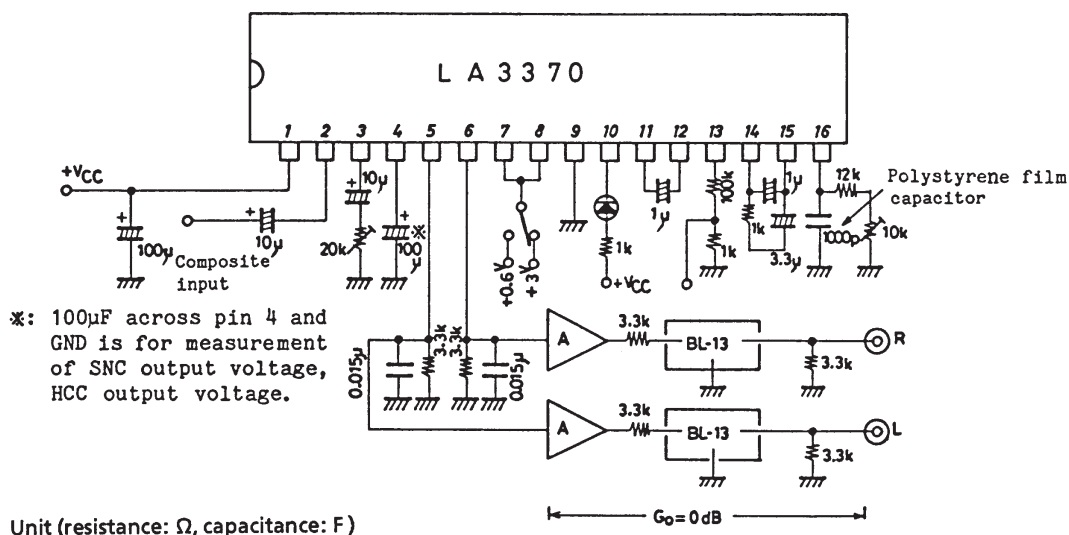 LA3370
1 2 3 4 5 6 7 8 9 10 11 12 13 14 15 16
+VCC
+
100μ
Composite
input
+
10μ
+
10μ
20k
+
※
100
μ
+0.6V
+3V
1k
+VCC
1μ
100k
1k
1μ
1k
3.3μ
12k
1000p
10k
Polystyrene film
capacitor
※: 100μF across pin 4 and
GND is for measurement
of SNC output voltage,
HCC output voltage.
0.015μ
3.3k
3.3k
0.015μ
A
3.3k
BL-13
3.3k
R
A
3.3k
BL-13
3.3k
L
Go=0dB
Unit (resistance: Ω, capacitance: F)